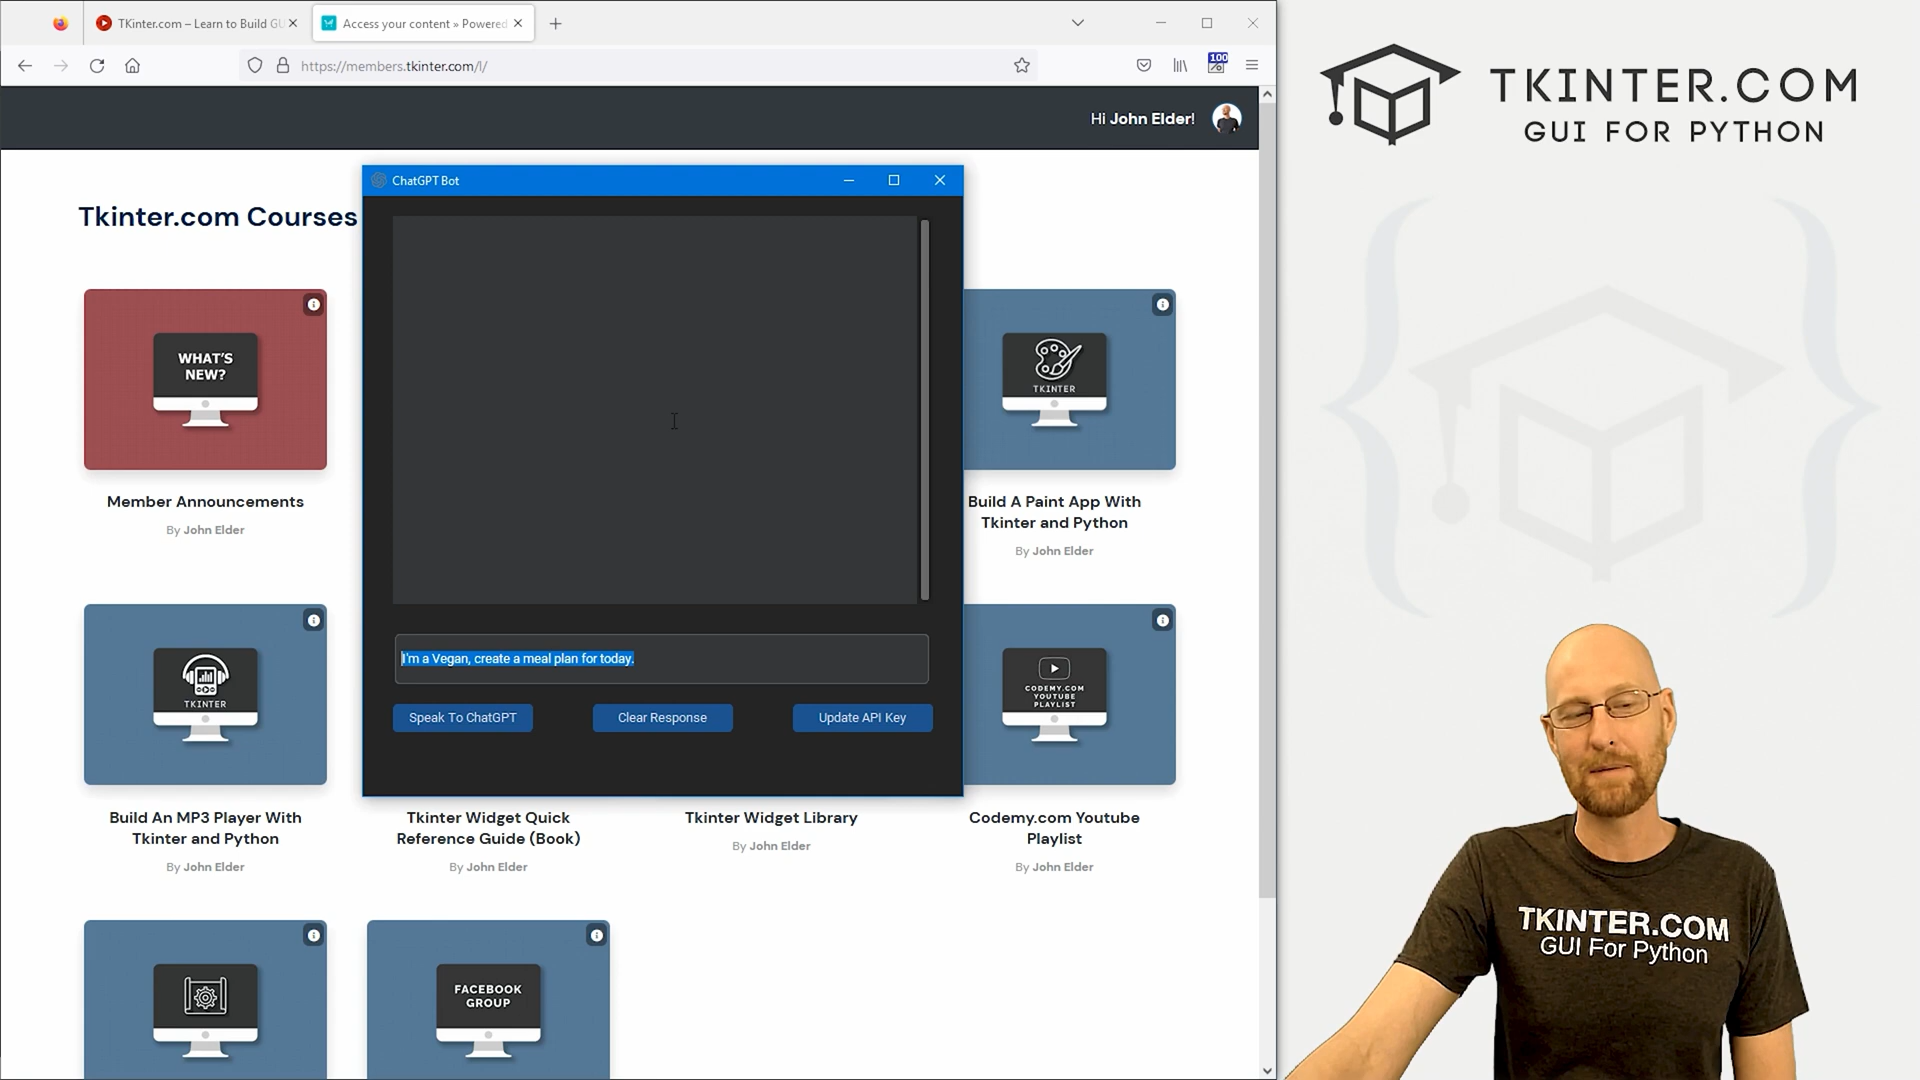 TKinter.com – Learn to Build GU
Access your content » Powered
https://members.tkinter.com/l/
100
Hi John Elder!
TKINTER.COM
GUI FOR PYTHON
ChatGPT Bot
Tkinter.com Courses
WHAT'S
NEW?
TKINTER
Member Announcements
By John Elder
Build A Paint App With
Tkinter and Python
By John Elder
I'm a Vegan, create a meal plan for today.
Speak To ChatGPT
Clear Response
Update API Key
TKINTER
CODEMY.COM
YOUTUBE
PLAYLIST
Build An MP3 Player With
Tkinter and Python
By John Elder
Tkinter Widget Quick
Reference Guide (Book)
By John Elder
Tkinter Widget Library
By John Elder
Codemy.com Youtube
Playlist
By John Elder
FACEBOOK
GROUP
TKINTER.COM
GUI For Python